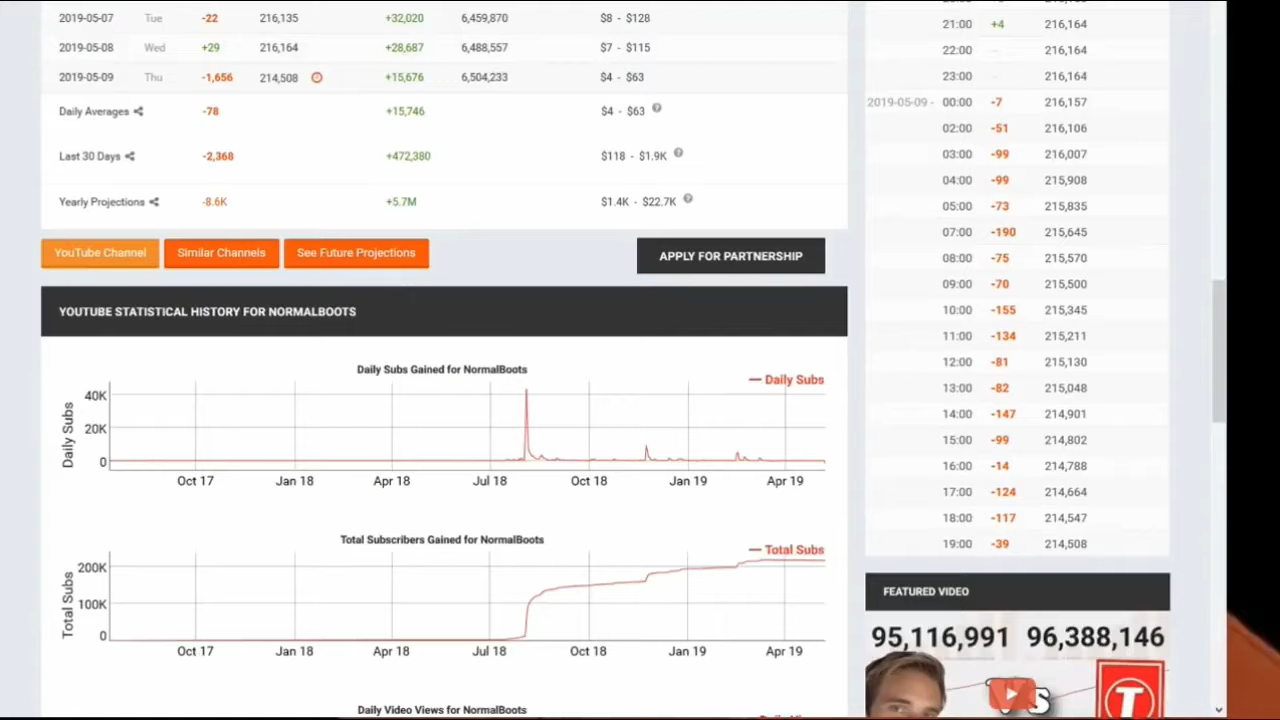 2019-05-07 Tue -22 216,135 +32,020 6,459,870 $8 - $128
2019-05-08 Wed +29 216,164 +28,687 6,488,557 $7 - $115
2019-05-09 Thu -1,656 214,508 +15,676 6,504,233 $4 - $63
Daily Averages -78 +15,746 $4 - $63
Last 30 Days -2,368 +472,380 $118 - $1.9K
Yearly Projections -8.6K +5.7M $1.4K - $22.7K
YouTube Channel Similar Channels See Future Projections APPLY FOR PARTNERSHIP
YOUTUBE STATISTICAL HISTORY FOR NORMALBOOTS
Daily Subs Gained for NormalBoots
Daily Subs
Daily Subs
40K
20K
0
Oct 17 Jan 18 Apr 18 Jul 18 Oct 18 Jan 19 Apr 19
Total Subscribers Gained for NormalBoots
Total Subs
Total Subs
200K
100K
0
Oct 17 Jan 18 Apr 18 Jul 18 Oct 18 Jan 19 Apr 19
Daily Video Views for NormalBoots
21:00 +4 216,164
22:00 - 216,164
23:00 - 216,164
2019-05-09 - 00:00 -7 216,157
02:00 -51 216,106
03:00 -99 216,007
04:00 -99 215,908
05:00 -73 215,835
07:00 -190 215,645
08:00 -75 215,570
09:00 -70 215,500
10:00 -155 215,345
11:00 -134 215,211
12:00 -81 215,130
13:00 -82 215,048
14:00 -147 214,901
15:00 -99 214,802
16:00 -14 214,788
17:00 -124 214,664
18:00 -117 214,547
19:00 -39 214,508
FEATURED VIDEO
95,116,991 96,388,146
VS T